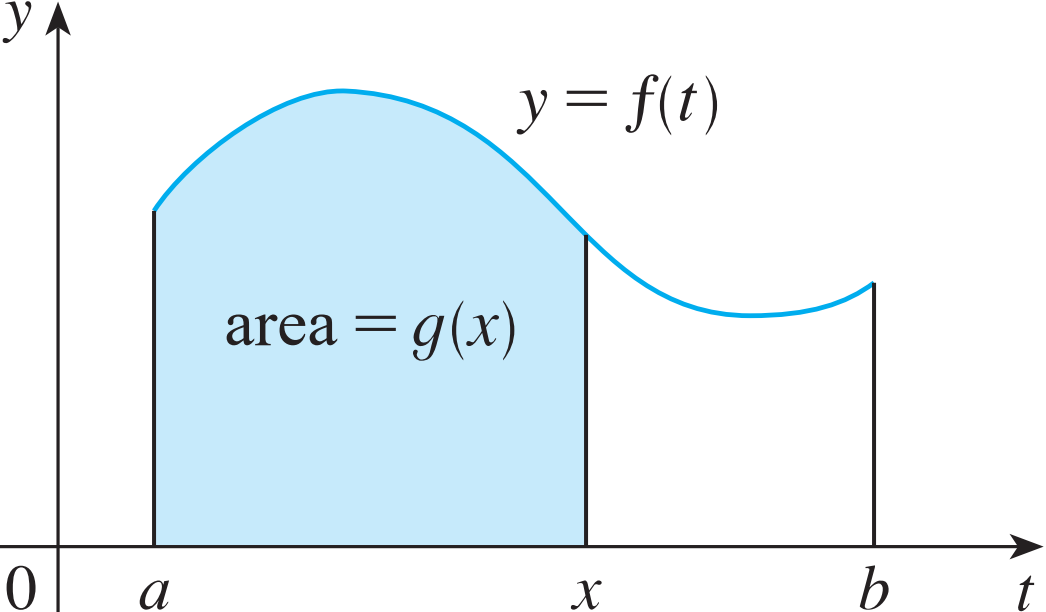 y
y = f(t)
area = g(x)
0 a x b t